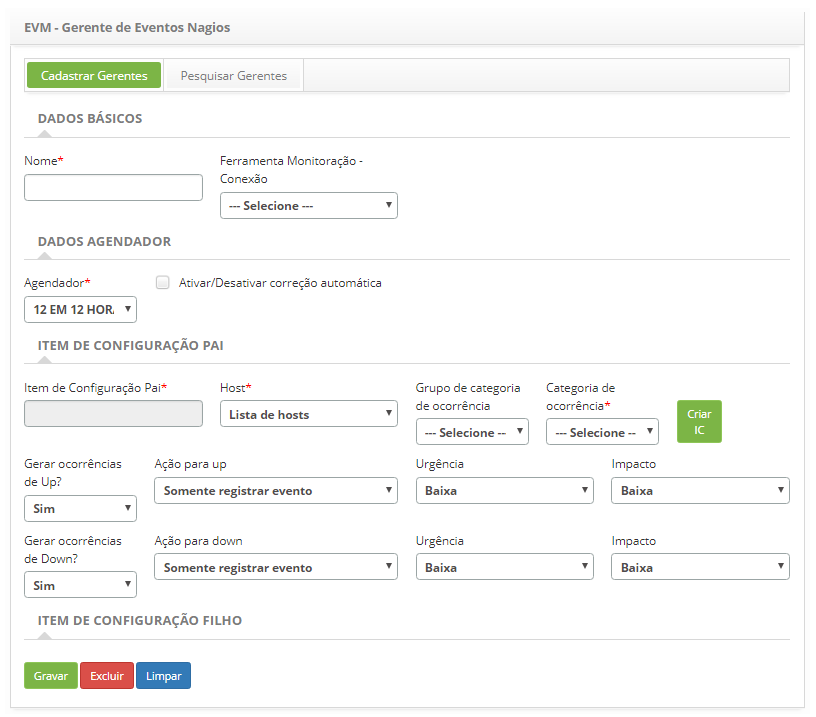 EVM - Gerente de Eventos Nagios
Cadastrar Gerentes Pesquisar Gerentes
DADOS BÁSICOS
Nome*
Ferramenta Monitoração -
Conexão
--- Selecione ---
DADOS AGENDADOR
Agendador*
Ativar/Desativar correção automática
12 EM 12 HOR
ITEM DE CONFIGURAÇÃO PAI
Item de Configuração Pai*
Host*
Lista de hosts
Grupo de categoria
de ocorrência
--- Selecione --
Categoria de
ocorrência*
--- Selecione --
Criar
IC
Gerar ocorrências
de Up?
Sim
Ação para up
Somente registrar evento
Urgência
Baixa
Impacto
Baixa
Gerar ocorrências
de Down?
Sim
Ação para down
Somente registrar evento
Urgência
Baixa
Impacto
Baixa
ITEM DE CONFIGURAÇÃO FILHO
Gravar Excluir Limpar